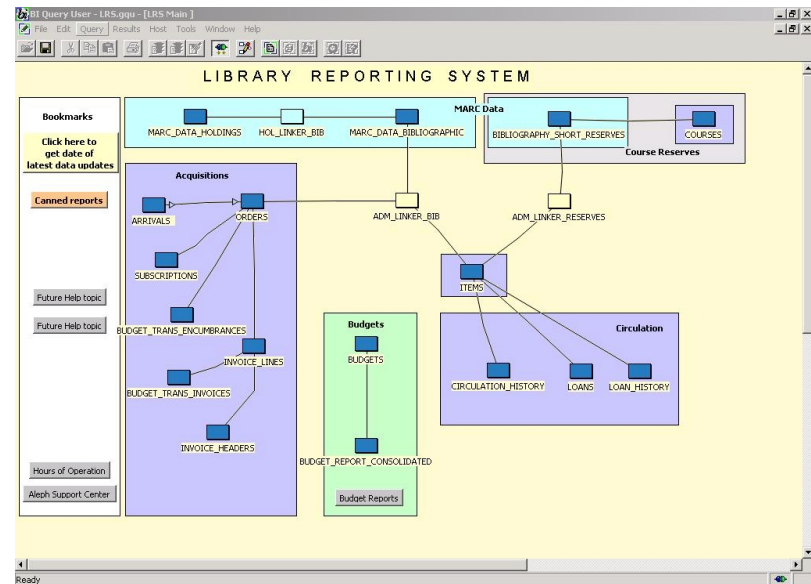 BI Query User - LRS.gqu - [LRS Main ]
File Edit Query Results Host Tools Window Help
LIBRARY REPORTING SYSTEM
Bookmarks
Click here to
get date of
latest data updates
Canned reports
Future Help topic
Future Help topic
Hours of Operation
Aleph Support Center
MARC Data
MARC_DATA_HOLDINGS
HOL_LINKER_BIB
MARC_DATA_BIBLIOGRAPHIC
BIBLIOGRAPHY_SHORT_RESERVES
COURSES
Course Reserves
Acquisitions
ARRIVALS
ORDERS
SUBSCRIPTIONS
BUDGET_TRANS_ENCUMBRANCES
INVOICE_LINES
BUDGET_TRANS_INVOICES
INVOICE_HEADERS
ADM_LINKER_BIB
ADM_LINKER_RESERVES
ITEMS
Budgets
BUDGETS
BUDGET_REPORT_CONSOLIDATED
Budget Reports
Circulation
CIRCULATION_HISTORY
LOANS
LOAN_HISTORY
Ready